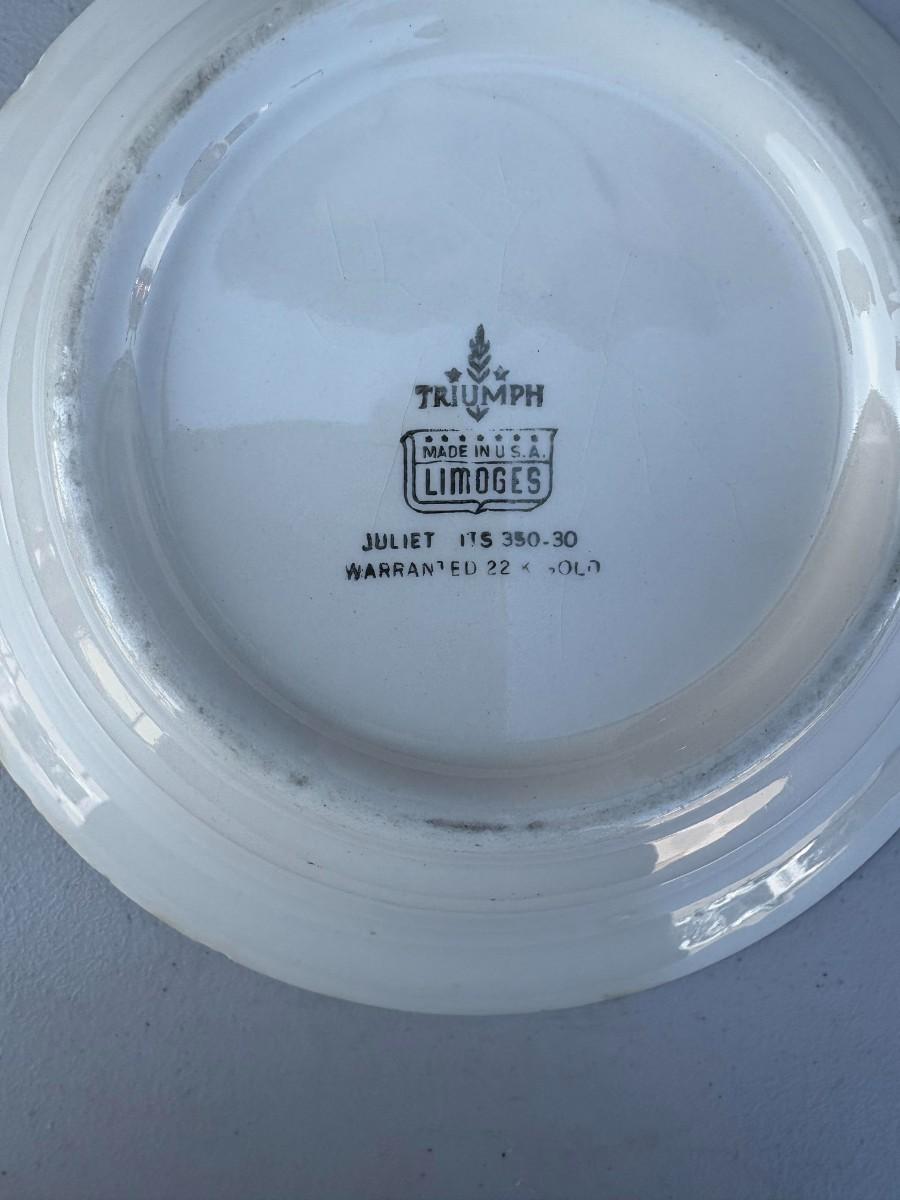 TRIUMPH
MADE IN U.S.A.
LIMOGES
JULIET ITS 350-30
WARRANTED 22 K GOLD